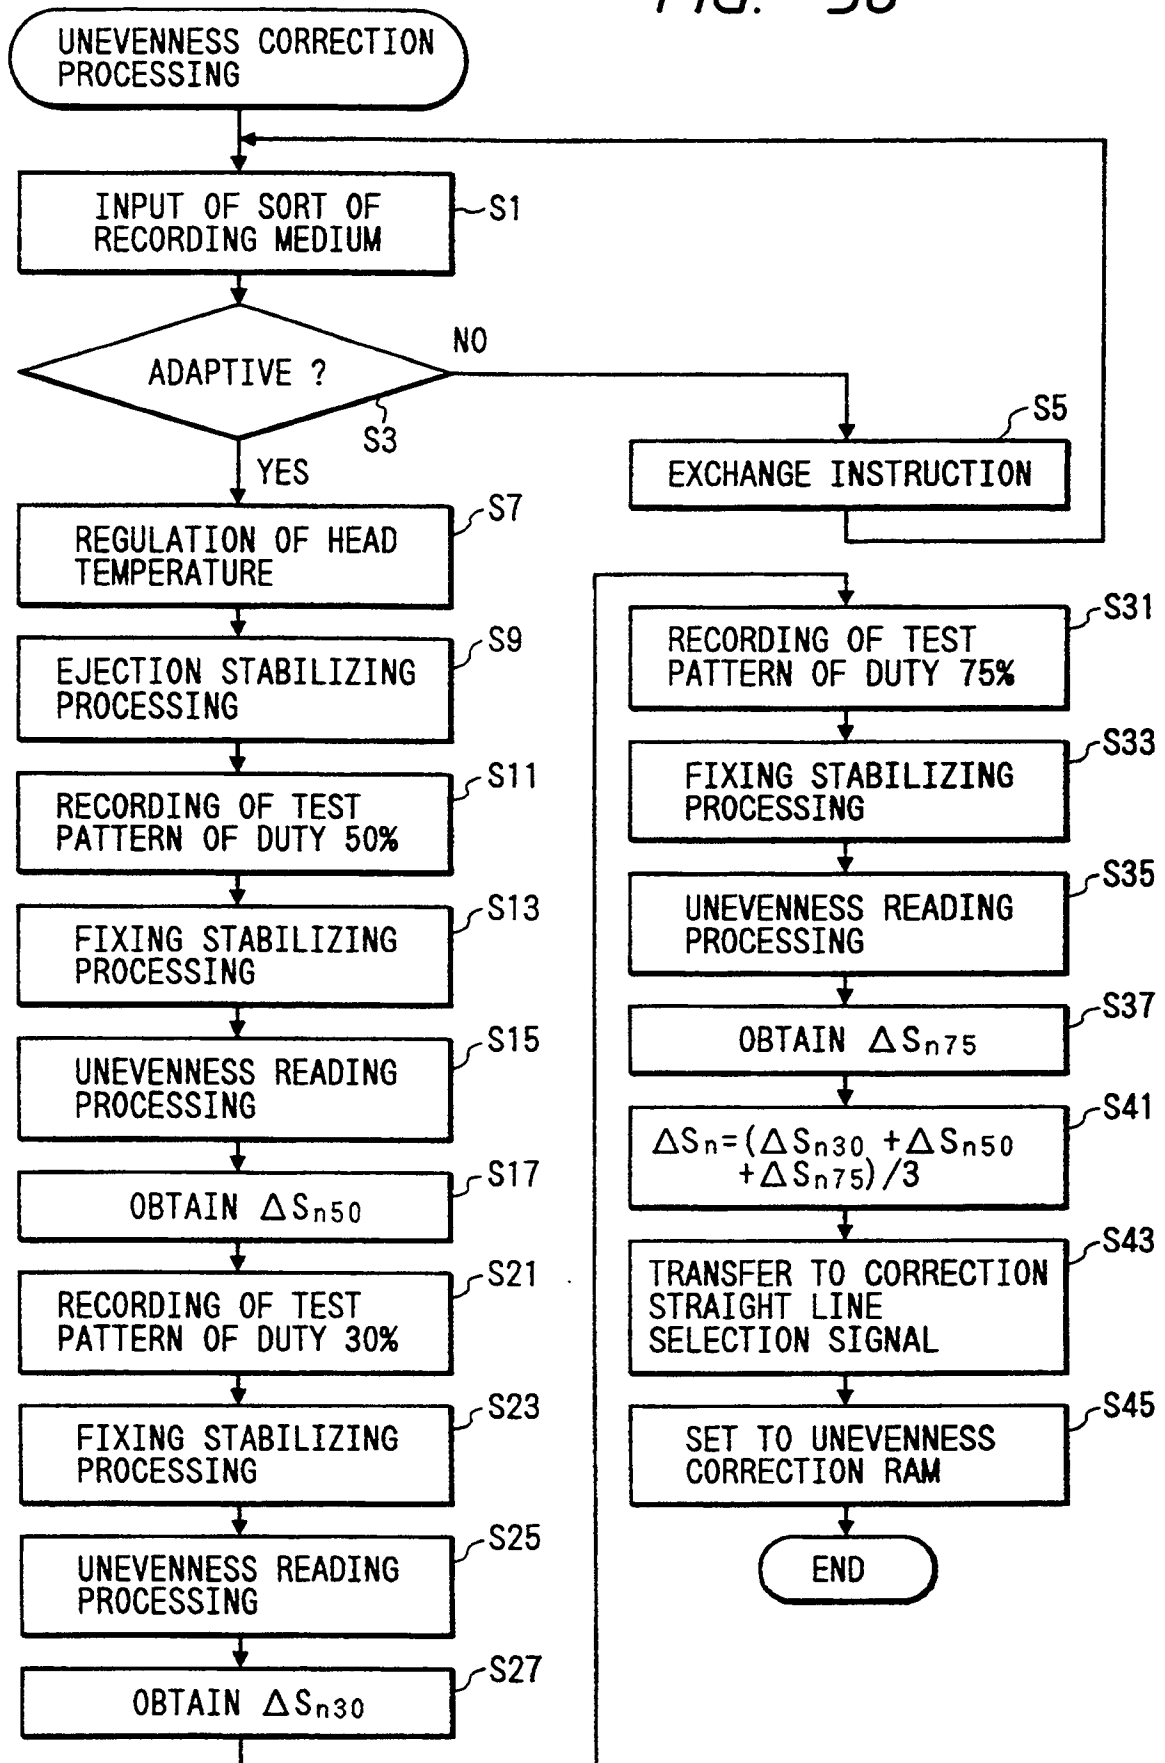 FIG. 30
UNEVENNESS CORRECTION
PROCESSING
INPUT OF SORT OF
RECORDING MEDIUM
S1
ADAPTIVE ?
S3
NO
YES
S5
EXCHANGE INSTRUCTION
REGULATION OF HEAD
TEMPERATURE
S7
EJECTION STABILIZING
PROCESSING
S9
RECORDING OF TEST
PATTERN OF DUTY 50%
S11
FIXING STABILIZING
PROCESSING
S13
UNEVENNESS READING
PROCESSING
S15
OBTAIN ΔSn50
S17
RECORDING OF TEST
PATTERN OF DUTY 30%
S21
FIXING STABILIZING
PROCESSING
S23
UNEVENNESS READING
PROCESSING
S25
OBTAIN ΔSn30
S27
RECORDING OF TEST
PATTERN OF DUTY 75%
S31
FIXING STABILIZING
PROCESSING
S33
UNEVENNESS READING
PROCESSING
S35
OBTAIN ΔSn75
S37
ΔSn=(ΔSn30 +ΔSn50
+ΔSn75)/3
S41
TRANSFER TO CORRECTION
STRAIGHT LINE
SELECTION SIGNAL
S43
SET TO UNEVENNESS
CORRECTION RAM
S45
END